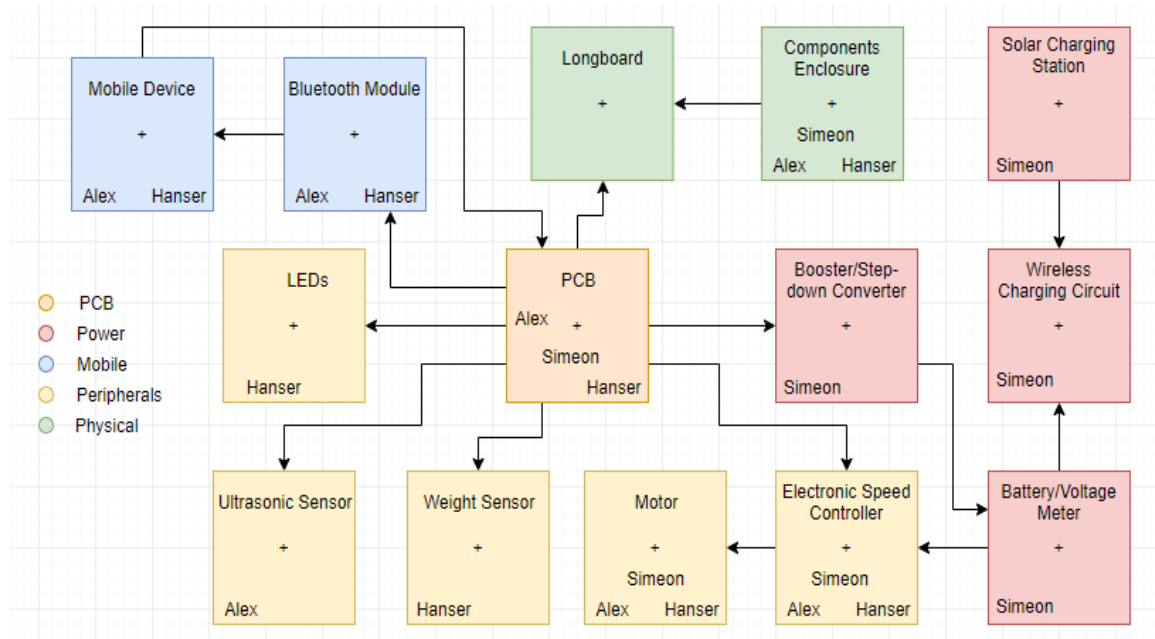 Mobile Device
+
Alex Hanser
Bluetooth Module
+
Alex Hanser
Longboard
+
Components
Enclosure
+
Simeon
Alex Hanser
Solar Charging
Station
+
Simeon
PCB
Power
Mobile
Peripherals
Physical
LEDs
+
Hanser
PCB
Alex +
Simeon
Hanser
Booster/Step-
down Converter
+
Simeon
Wireless
Charging Circuit
+
Simeon
Ultrasonic Sensor
+
Alex
Weight Sensor
+
Hanser
Motor
+
Simeon
Alex Hanser
Electronic Speed
Controller
+
Simeon
Alex Hanser
Battery/Voltage
Meter
+
Simeon